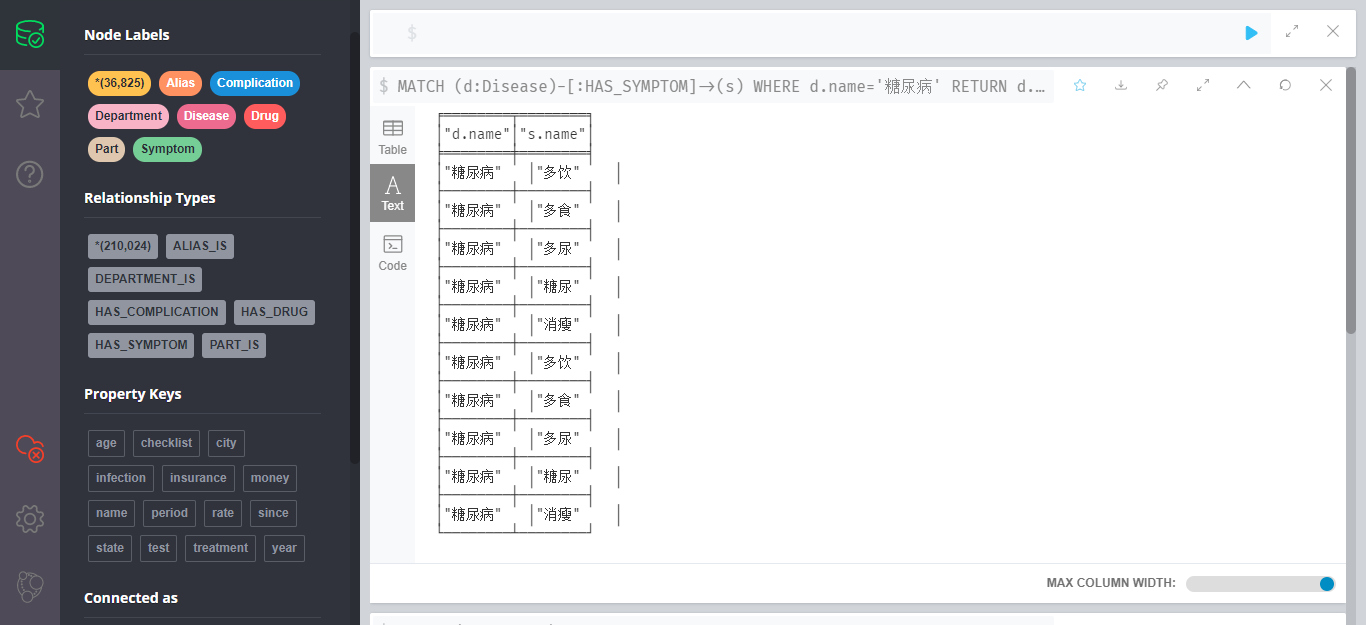 Node Labels
*(36,825) Alias Complication
Department Disease Drug
Part Symptom
Relationship Types
*(210,024) ALIAS_IS
DEPARTMENT_IS
HAS_COMPLICATION HAS_DRUG
HAS_SYMPTOM PART_IS
Property Keys
age checklist city
infection insurance money
name period rate since
state test treatment year
Connected as
$
$ MATCH (d:Disease)-[:HAS_SYMPTOM]->(s) WHERE d.name='糖尿病' RETURN d.…
Table
Text
Code
"d.name" "s.name"
"糖尿病" "多饮"
"糖尿病" "多食"
"糖尿病" "多尿"
"糖尿病" "糖尿"
"糖尿病" "消瘦"
"糖尿病" "多饮"
"糖尿病" "多食"
"糖尿病" "多尿"
"糖尿病" "糖尿"
"糖尿病" "消瘦"
MAX COLUMN WIDTH: